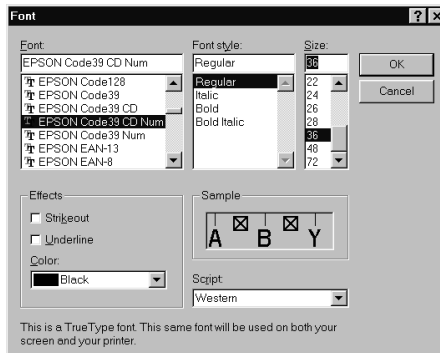 Font
Font:
EPSON Code39 CD Num
EPSON Code128
EPSON Code39
EPSON Code39 CD
EPSON Code39 CD Num
EPSON Code39 Num
EPSON EAN-13
EPSON EAN-8
Font style:
Regular
Regular
Italic
Bold
Bold Italic
Size:
36
22
24
26
28
36
48
72
OK
Cancel
Effects
Strikeout
Underline
Color:
Black
Sample
A B Y
Script:
Western
This is a TrueType font. This same font will be used on both your
screen and your printer.